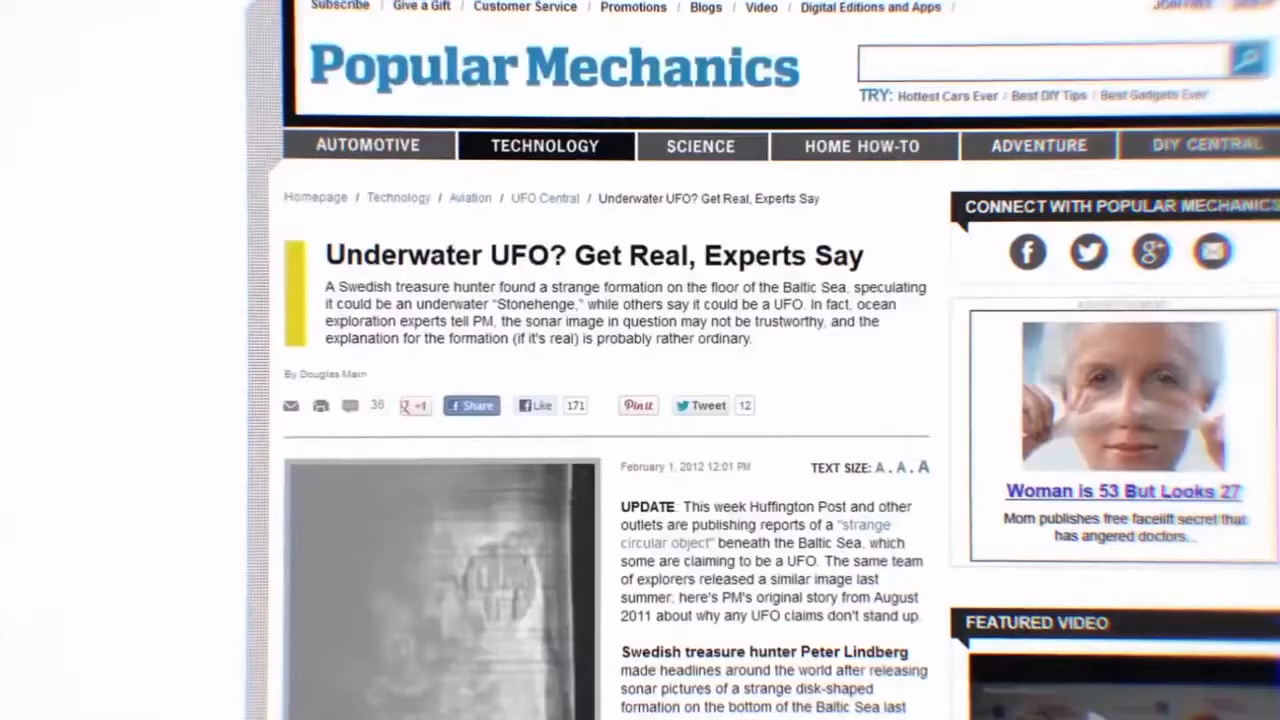 Subscribe / Give a Gift / Customer Service / Promotions / Blogs / Video / Digital Editions and Apps /
Popular Mechanics
TRY: Hottest Cars Ever / Best DIY Tips / Best Gadgets Ever
AUTOMOTIVE TECHNOLOGY SCIENCE HOME HOW-TO ADVENTURE DIY CENTRAL
Homepage / Technology / Aviation / UFO Central / Underwater UFO? Get Real, Experts Say
Underwater UFO? Get Real, Experts Say
A Swedish treasure hunter found a strange formation on the floor of the Baltic Sea, speculating
it could be an underwater "Stonehenge," while others say it could be a UFO. In fact, ocean
exploration experts tell PM, the sonar image in question may not be trustworthy, and the
explanation for the formation (if it's real) is probably rather ordinary.
By Douglas Main
36 +1 Share Like 171 Pin it Tweet 12
February 1, 2012 12:01 PM TEXT SIZE: A . A . A
UPDATE: This week Huffington Post and other
outlets are publishing reports of a "strange
circular object" beneath the Baltic Sea, which
some are claiming to be a UFO. The same team
of explorers released a similar image last
summer; here's PM's original story from August
2011 about why any UFO claims don't stand up.
Swedish treasure hunter Peter Lindberg
made headlines around the world after releasing
sonar pictures of a strange disk-shaped
formation on the bottom of the Baltic Sea last
CONNECT WITH POPULAR MECHANICS
Woman is 53 But Looks 27
Mom publishes free facelift secret that
has angered doctors...
FEATURED VIDEO